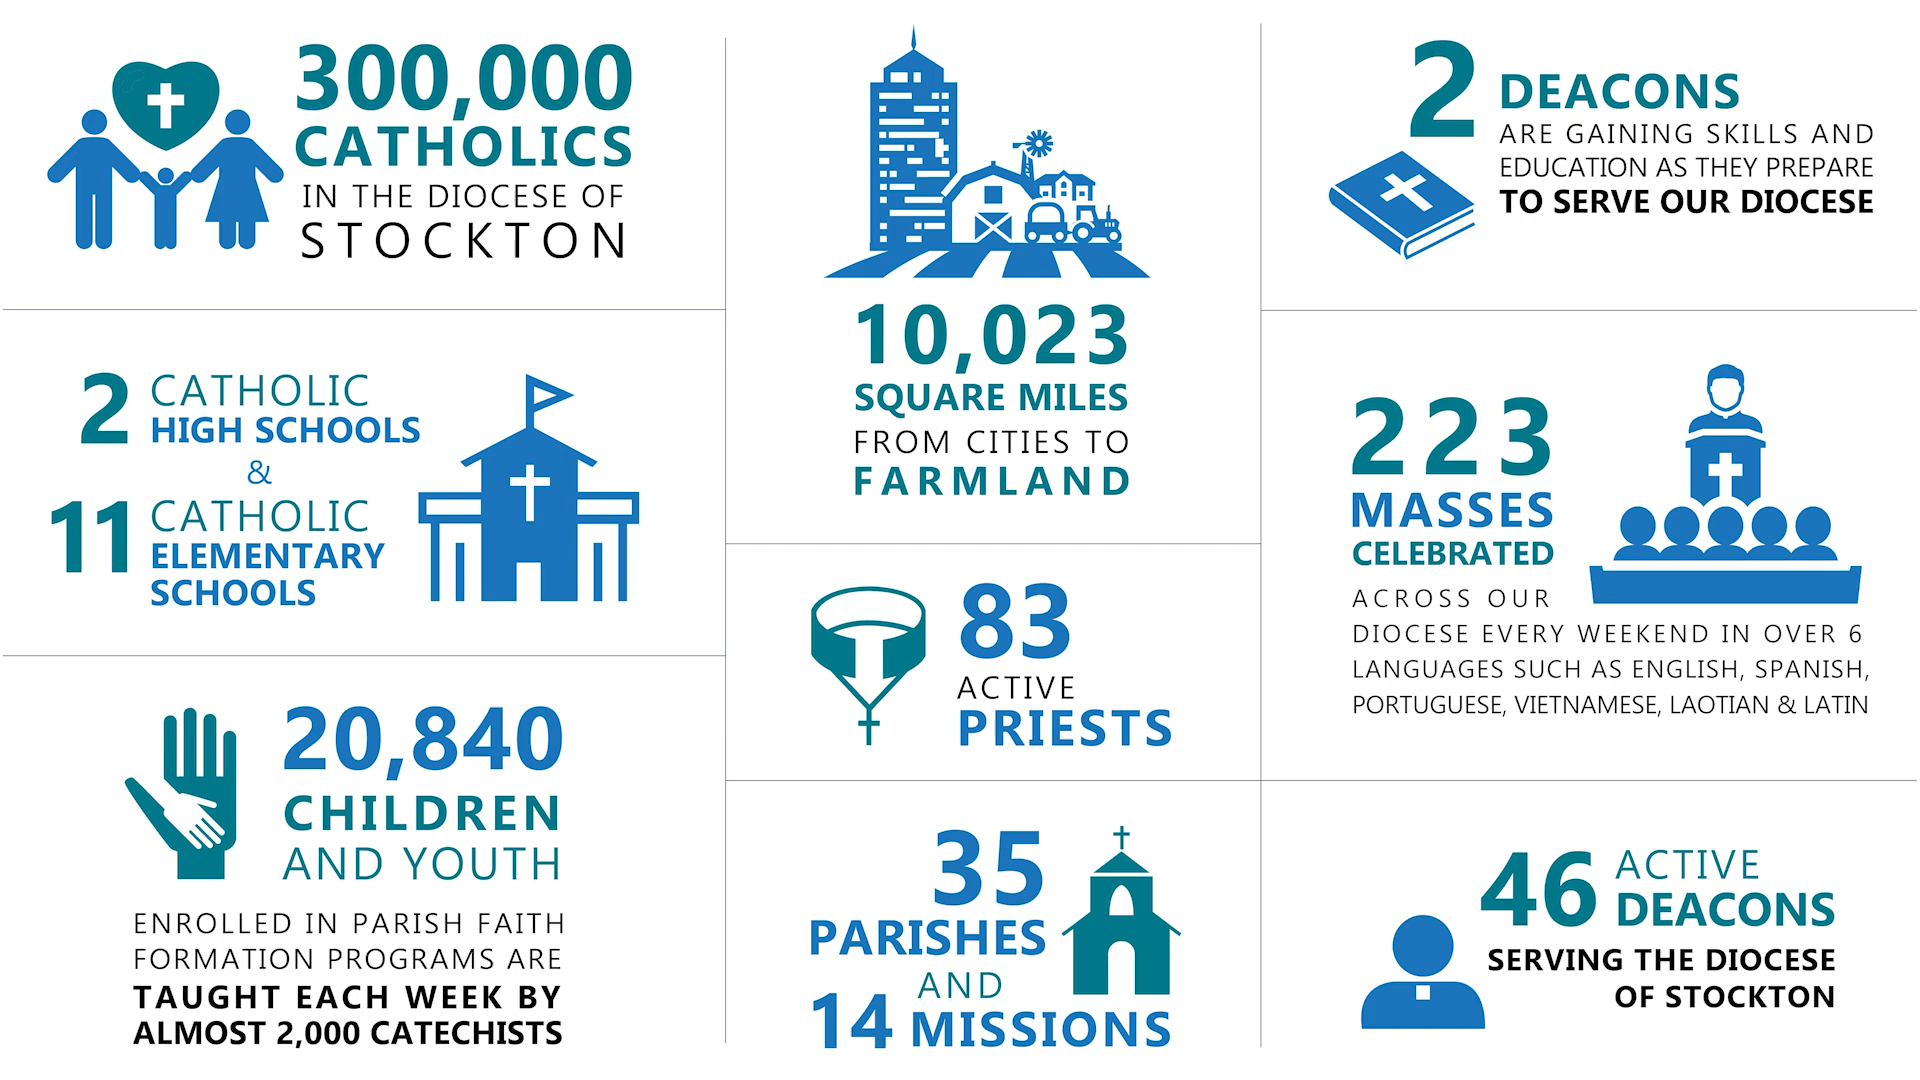 300,000
CATHOLICS
IN THE DIOCESE OF
STOCKTON
2 CATHOLIC
HIGH SCHOOLS
&
11 CATHOLIC
ELEMENTARY
SCHOOLS
20,840
CHILDREN
AND YOUTH
ENROLLED IN PARISH FAITH
FORMATION PROGRAMS ARE
TAUGHT EACH WEEK BY
ALMOST 2,000 CATECHISTS
10,023
SQUARE MILES
FROM CITIES TO
FARMLAND
83
ACTIVE
PRIESTS
35
PARISHES
AND
14 MISSIONS
2 DEACONS
ARE GAINING SKILLS AND
EDUCATION AS THEY PREPARE
TO SERVE OUR DIOCESE
223
MASSES
CELEBRATED
ACROSS OUR
DIOCESE EVERY WEEKEND IN OVER 6
LANGUAGES SUCH AS ENGLISH, SPANISH,
PORTUGUESE, VIETNAMESE, LAOTIAN & LATIN
46 ACTIVE
DEACONS
SERVING THE DIOCESE
OF STOCKTON